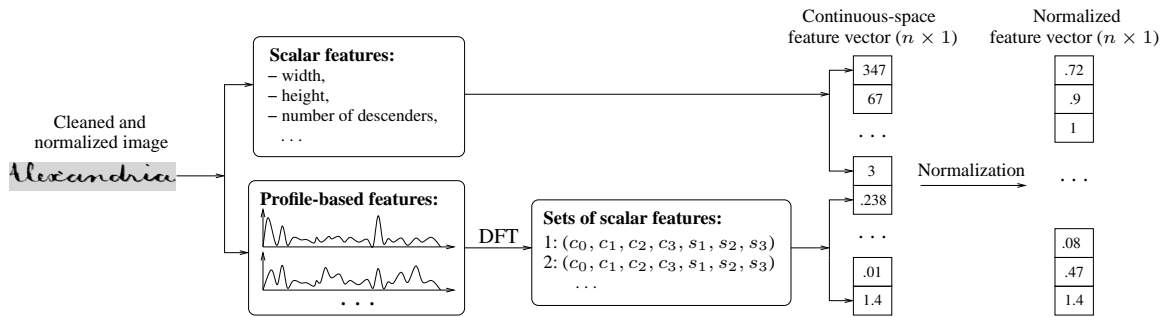 Cleaned and
normalized image
Alexandria
Scalar features:
– width,
– height,
– number of descenders,
. . .
Profile-based features:
. . .
DFT
Sets of scalar features:
1: (c₀, c₁, c₂, c₃, s₁, s₂, s₃)
2: (c₀, c₁, c₂, c₃, s₁, s₂, s₃)
. . .
Continuous-space
feature vector (n × 1)
347
67
. . .
3
.238
. . .
.01
1.4
Normalization
Normalized
feature vector (n × 1)
.72
.9
1
. . .
.08
.47
1.4